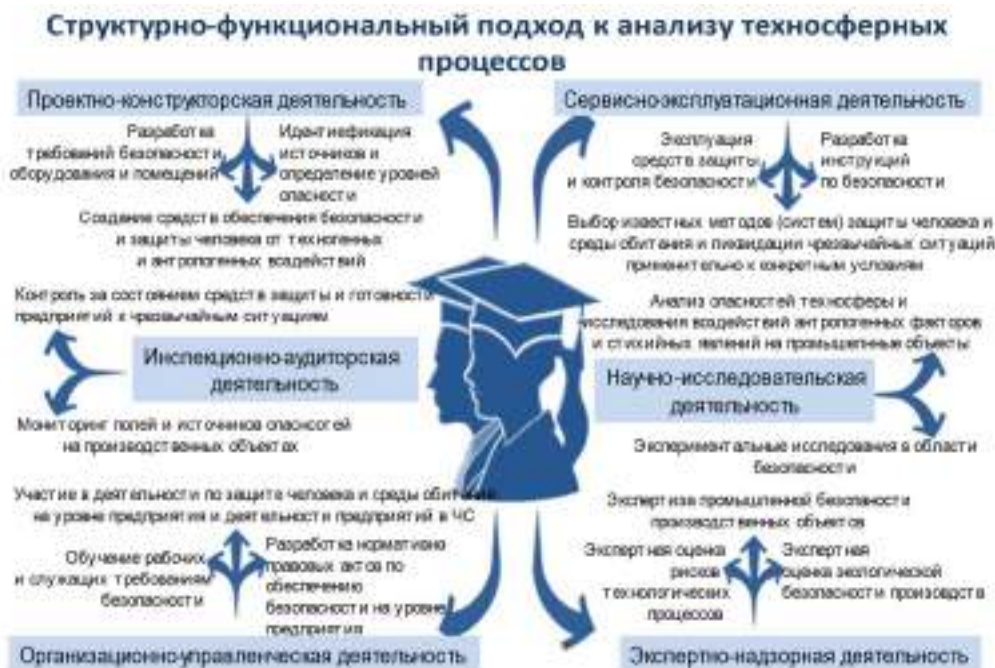 Структурно-функциональный подход к анализу техносферных
процессов
Проектно-конструкторская деятельность
Разработка
требований безопасности
оборудования и помещений
Идентиефикация
источников и
определение уровней
опасности
Создание средств обеспечения безопасности
и защиты человека от техногенных
и антропогенных воздействий
Сервисно-эксплуатационная деятельность
Эксплуация
средств защиты
и контроля безопасности
Разработка
инструкций
по безопасности
Выбор известных методов (систем) защиты человека и
среды обитания и ликвидации чрезвычайных ситуаций
применительно к конкретным условиям
Контроль за состоянием средств защиты и готовности
предприятий к чрезвычайным ситуациям
Инспекционно-аудиторская
деятельность
Мониторинг полей и источников опасностей
на производственных объектах
Анализ опасностей техносферы и
исследования воздействий антропогенных факторов
и стихийных явлений на промышленные объекты
Научно-исследовательская
деятельность
Экспериментальные исследования в области
безопасности
Участие в деятельности по защите человека и среды обитания
на уровне предприятия и деятельности предприятий в ЧС
Обучение рабочих
и служащих требованиям
безопасности
Разработка нормативно
правовых актов по
обеспечению
безопасности на уровне
предприятия
Организационно-управленческая деятельность
Экспертиза промышленной безопасности
производственных объектов
Экспертная оценка
рисков
технологических
процессов
Экспертная
оценка экологической
безопасности производств
Экспертно-надзорная деятельность